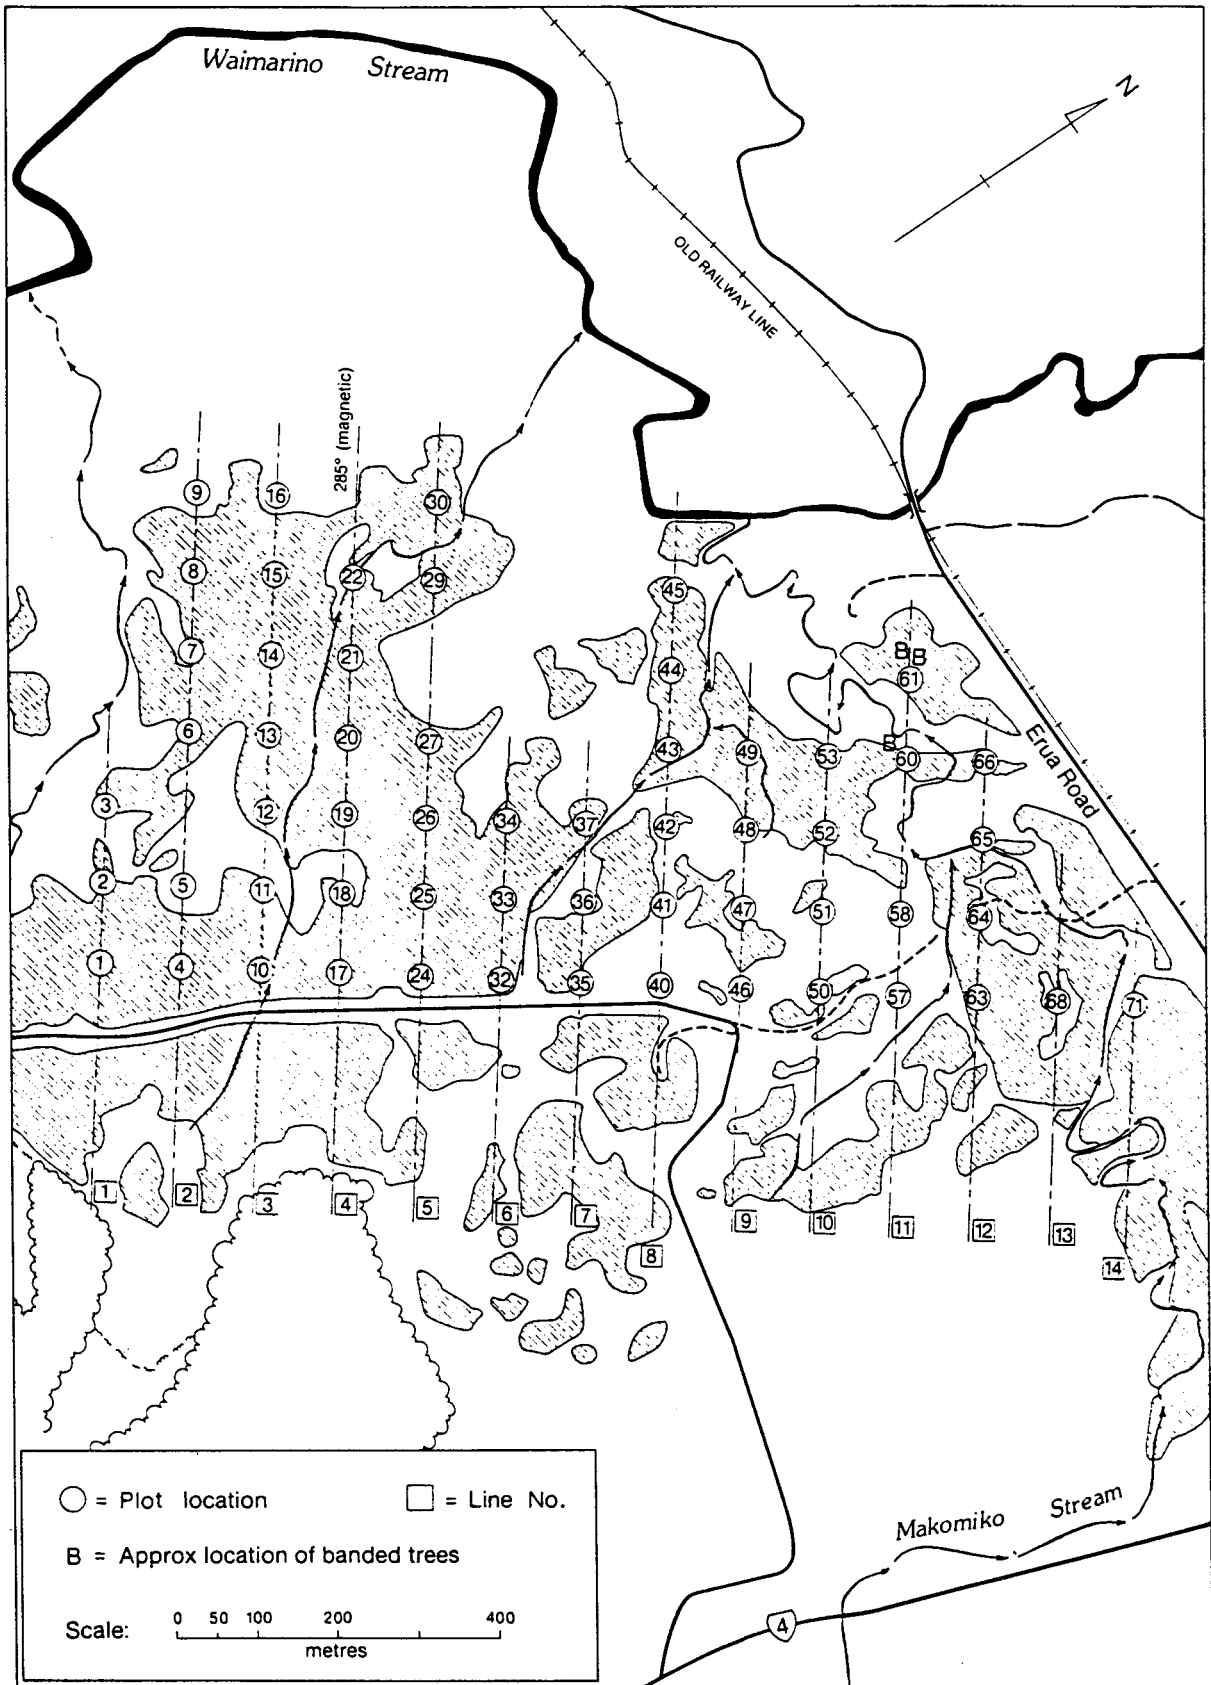 Waimarino Stream
N
OLD RAILWAY LINE
285° (magnetic)
9 16 30
8 15 22 29 45
7 14 21 44 B B
61
6 13 20 27 43 49 53 B 60 66
Erua Road
3 12 19 26 34 37 42 48 52 65
2 5 11 18 25 33 36 41 47 51 58 64
1 4 10 17 24 32 35 40 46 50 57 63 68 71
1 2 3 4 5 6 7 8 9 10 11 12 13 14
= Plot location
= Line No.
B = Approx location of banded trees
Scale: 0 50 100 200 400
metres
Makomiko Stream
4